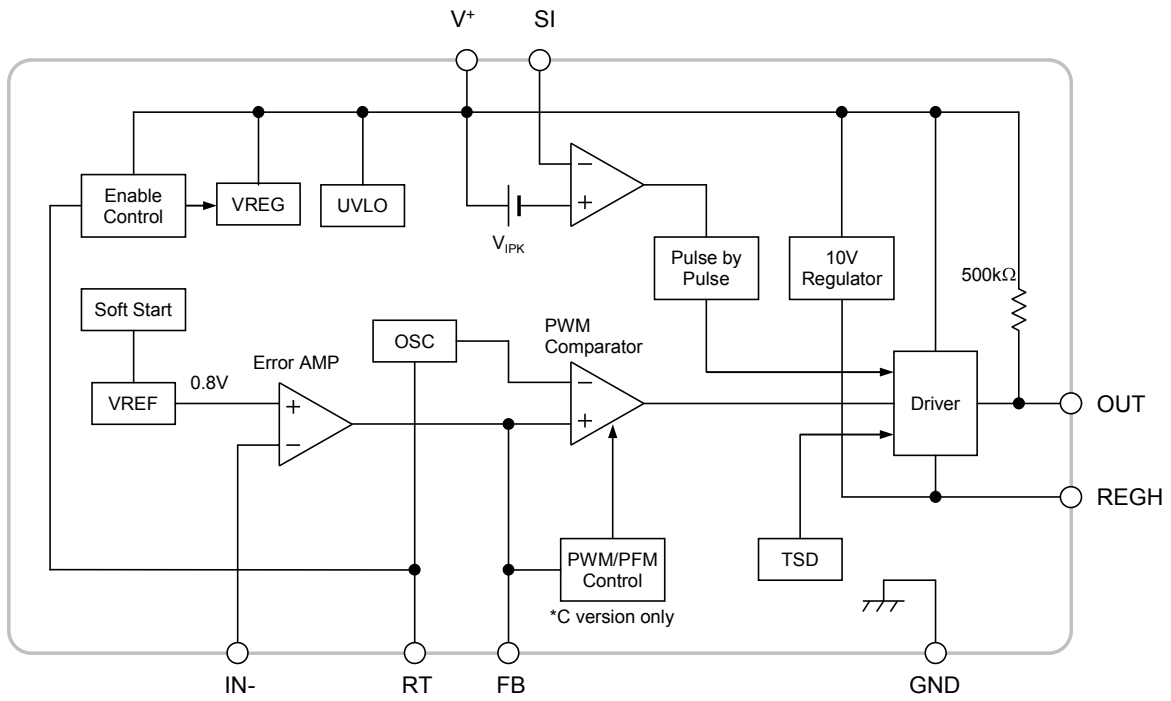 V+ SI
Enable
Control
VREG
UVLO
VIPK
Pulse by
Pulse
10V
Regulator
500kΩ
Soft Start
VREF
0.8V
Error AMP
+
−
OSC
PWM
Comparator
−
+
−
+
Driver
OUT
REGH
PWM/PFM
Control
*C version only
TSD
IN- RT FB GND